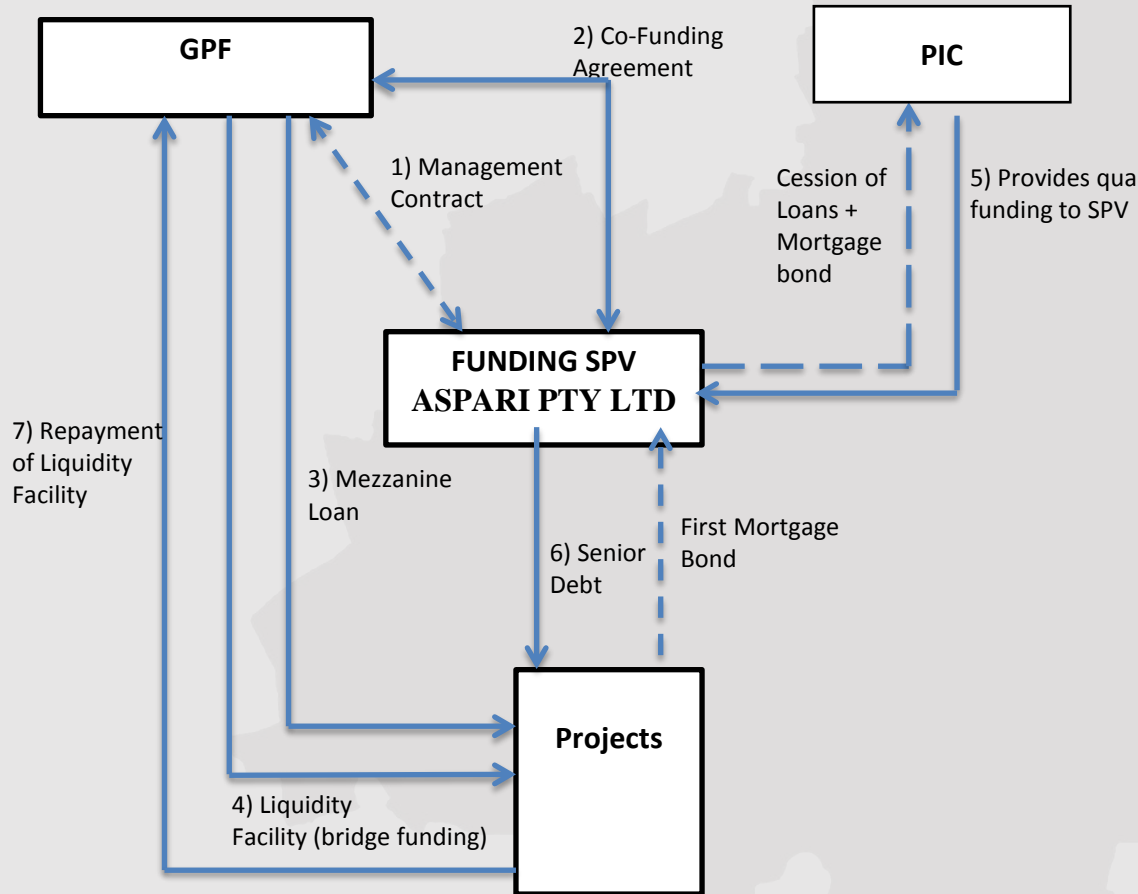 GPF
2) Co-Funding
Agreement
PIC
1) Management
Contract
Cession of
Loans +
Mortgage
bond
5) Provides qua
funding to SPV
FUNDING SPV
ASPARI PTY LTD
7) Repayment
of Liquidity
Facility
3) Mezzanine
Loan
6) Senior
Debt
First Mortgage
Bond
Projects
4) Liquidity
Facility (bridge funding)